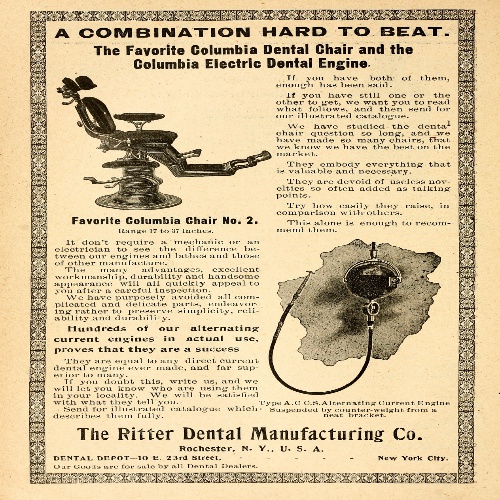 A COMBINATION HARD TO BEAT.
The Favorite Columbia Dental Chair and the
Columbia Electric Dental Engine.
If you have both of them,
enough has been said.
If you have still one or the
other to get, we want you to read
what follows, and then send for
our illustrated catalogue.
We have studied the dental
chair question so long, and we
have made so many chairs, that
we know we have the best on the
market.
They embody everything that
is valuable and necessary.
They are devoid of useless nov-
elties so often added as talking
points.
Try how easily they raise, in
comparison with others.
This alone is enough to recom-
mend them.
Favorite Columbia Chair No. 2.
Range 17 to 37 inches.
It don't require a mechanic or an
electrician to see the difference be-
tween our engines and lathes and those
of other manufacture.
The many advantages, excellent
workmanship, durability and handsome
appearance will all quickly appeal to
you after a careful inspection.
We have purposely avoided all com-
plicated and delicate parts, endeavor-
ing rather to preserve simplicity, reli-
ability and durability.
Hundreds of our alternating
current engines in actual use,
proves that they are a success
They are equal to any direct current
dental engine ever made, and far sup-
erior to many.
If you doubt this, write us, and we
will let you know who are using them
in your locality. We will be satisfied
with what they tell you.
Send for illustrated catalogue which
describes them fully.
Type A. C. C. S. Alternating Current Engine
Suspended by counter-weight from a
neat bracket.
The Ritter Dental Manufacturing Co.
Rochester, N. Y., U. S. A.
DENTAL DEPOT—10 E. 23rd Street, - - - New York City.
Our Goods are for sale by all Dental Dealers.